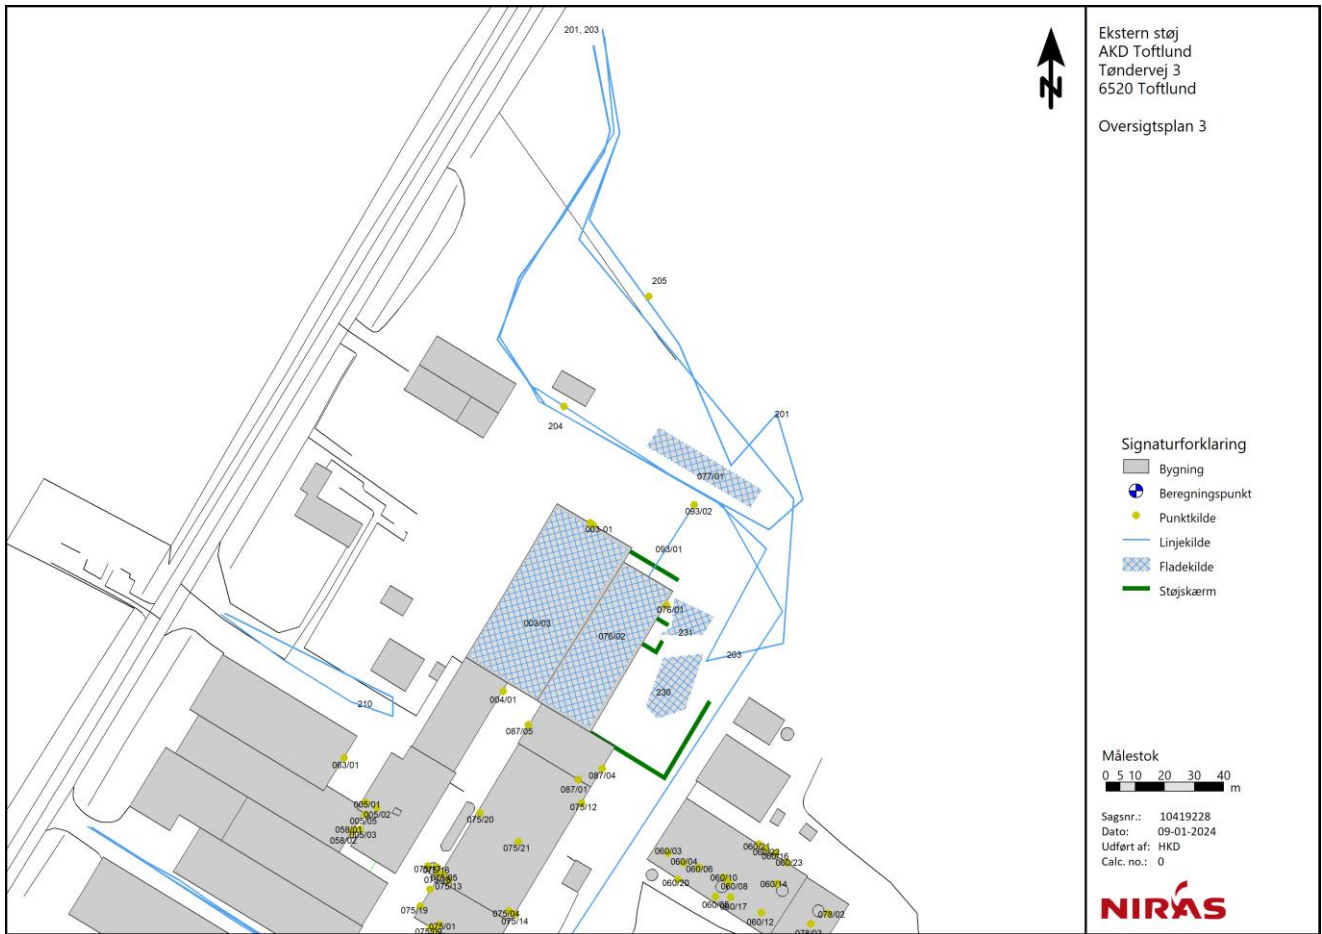 201, 203
205
204
201
077/01
093/02
003-01
093/01
076/01
003/03
076/02
231
203
230
210
004/01
087/05
063/01
087/04
087/01
075/12
005/01
005/02
005/05
058/01
005/03
058/02
075/20
075/21
075/13
075/19
075/04
075/14
075/01
060/03
060/04
060/06
060/20
060/10
060/08
060/17
060/12
060/14
060/21
060/23
078/02
078/03
N
Ekstern støj
AKD Toftlund
Tøndervej 3
6520 Toftlund
Oversigtsplan 3
Signaturforklaring
Bygning
Beregningspunkt
Punktkilde
Linjekilde
Fladekilde
Støjskærm
Målestok
0 5 10 20 30 40
m
Sagsnr.: 10419228
Dato: 09-01-2024
Udført af: HKD
Calc. no.: 0
NIRAS